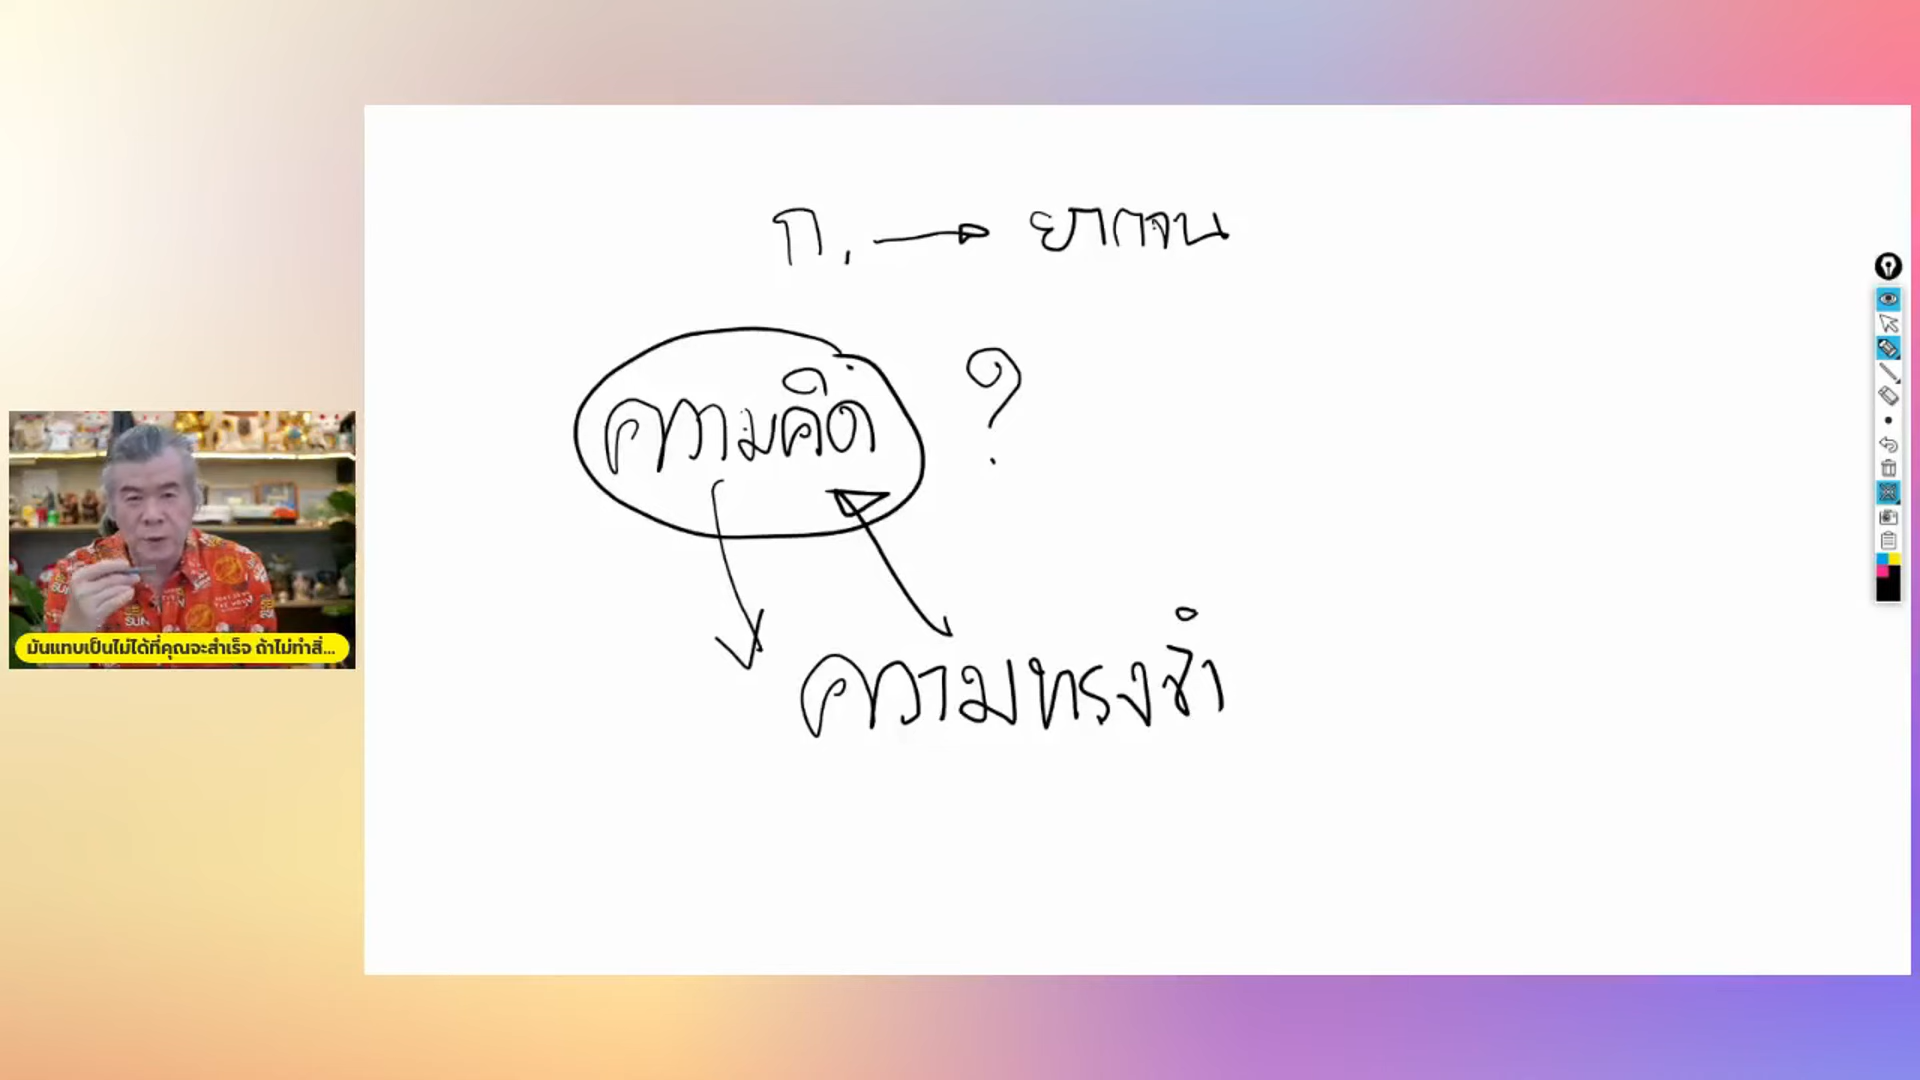 ก. → ยากจน
ความคิด ?
ความทรงจำ
มันแทบเป็นไม่ได้ที่คุณจะสำเร็จ ถ้าไม่ทำสิ่...